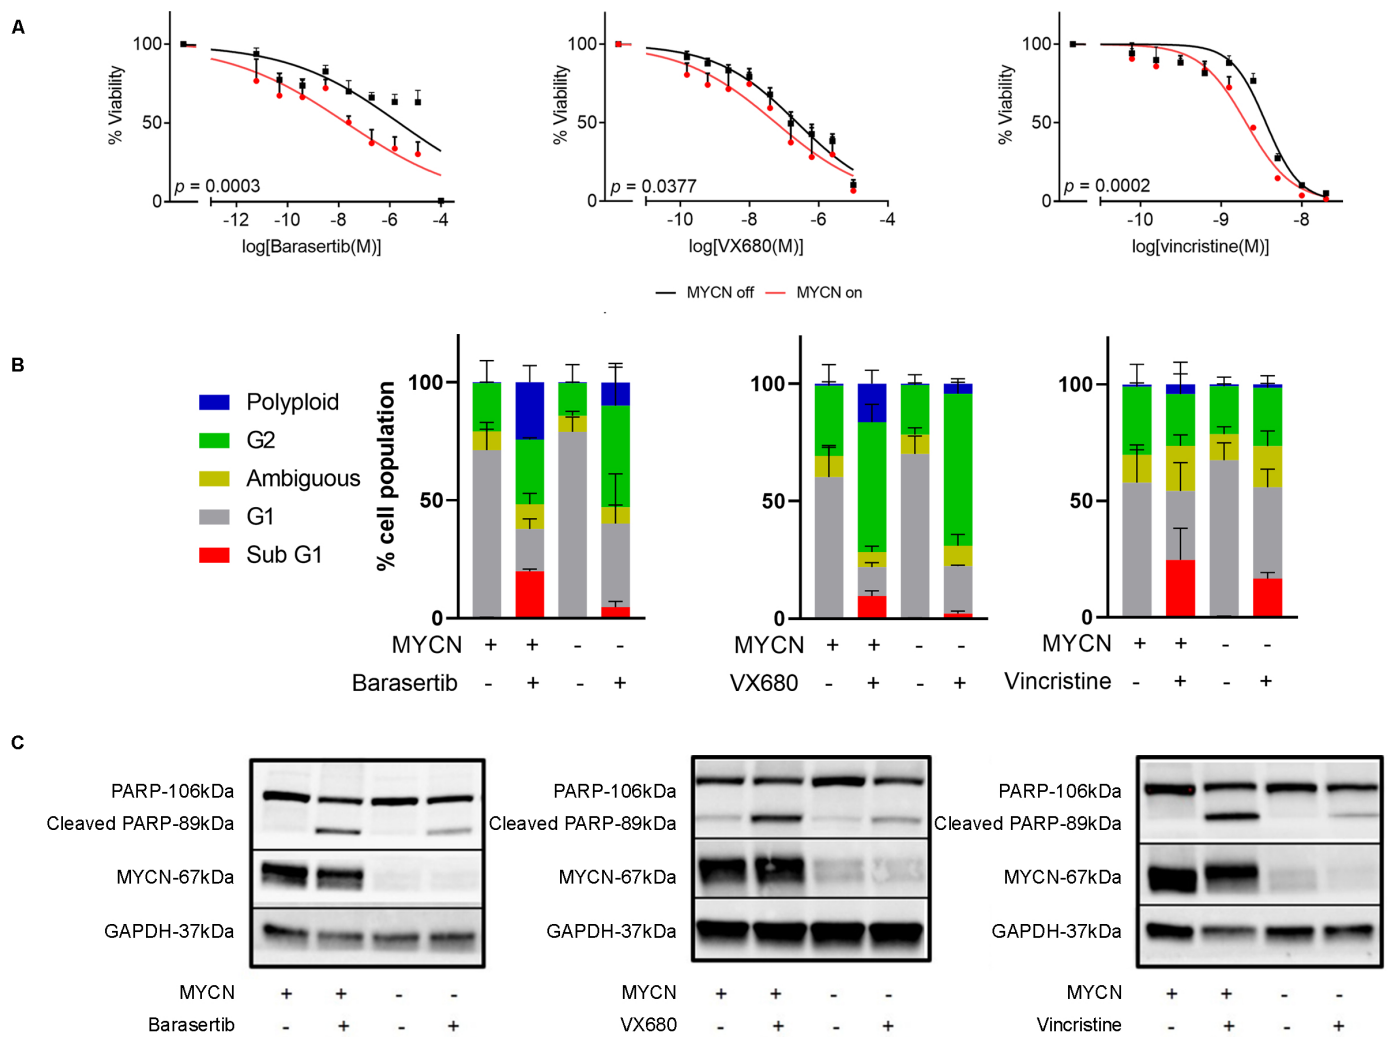 A
100
50
0
% Viability
p = 0.0003
-12 -10 -8 -6 -4
log[Barasertib(M)]
100
50
0
% Viability
p = 0.0377
-10 -8 -6 -4
log[VX680(M)]
100
50
0
% Viability
p = 0.0002
-10 -9 -8
log[vincristine(M)]
MYCN off MYCN on
B
Polyploid
G2
Ambiguous
G1
Sub G1
% cell population
100
50
0
MYCN + + - -
Barasertib - + - +
100
50
0
MYCN + + - -
VX680 - + - +
100
50
0
MYCN + + - -
Vincristine - + - +
C
PARP-106kDa
Cleaved PARP-89kDa
MYCN-67kDa
GAPDH-37kDa
MYCN + + - -
Barasertib - + - +
PARP-106kDa
Cleaved PARP-89kDa
MYCN-67kDa
GAPDH-37kDa
MYCN + + - -
VX680 - + - +
PARP-106kDa
Cleaved PARP-89kDa
MYCN-67kDa
GAPDH-37kDa
MYCN + + - -
Vincristine - + - +